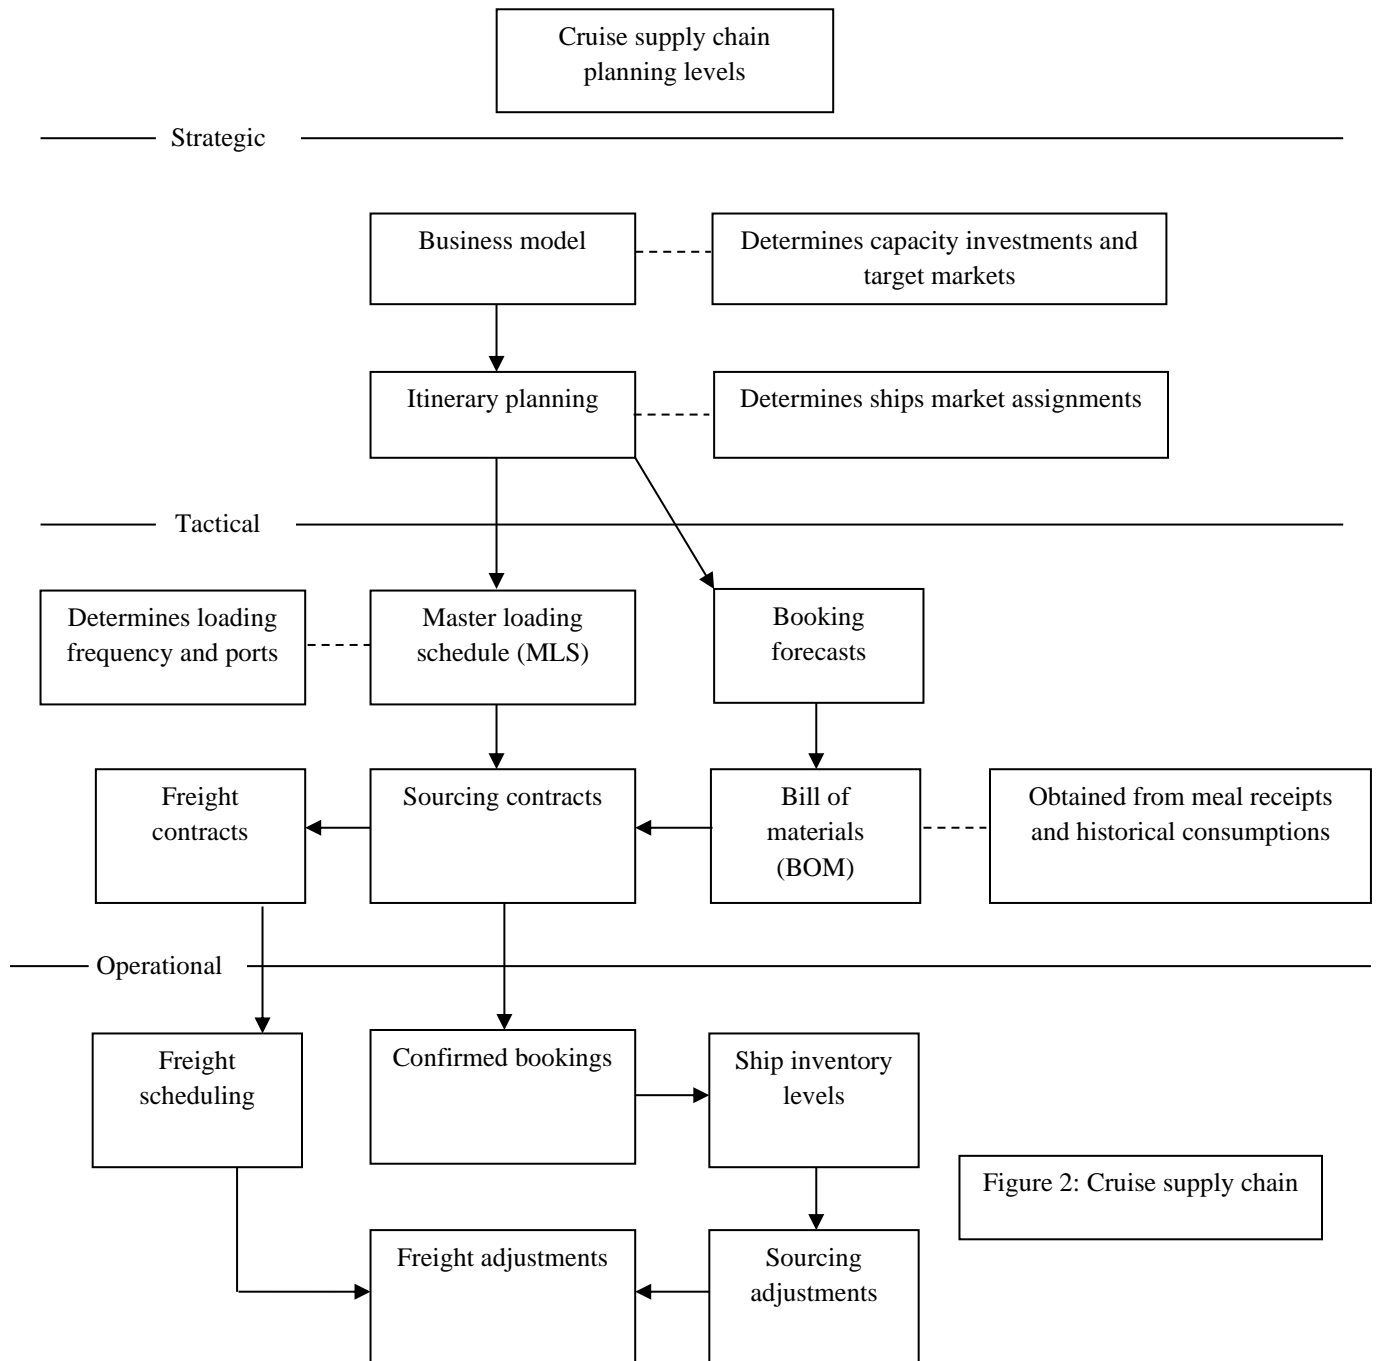 Cruise supply chain
planning levels
Strategic
Business model
Determines capacity investments and
target markets
Itinerary planning
Determines ships market assignments
Tactical
Determines loading
frequency and ports
Master loading
schedule (MLS)
Booking
forecasts
Freight
contracts
Sourcing contracts
Bill of
materials
(BOM)
Obtained from meal receipts
and historical consumptions
Operational
Freight
scheduling
Confirmed bookings
Ship inventory
levels
Figure 2: Cruise supply chain
Freight adjustments
Sourcing
adjustments